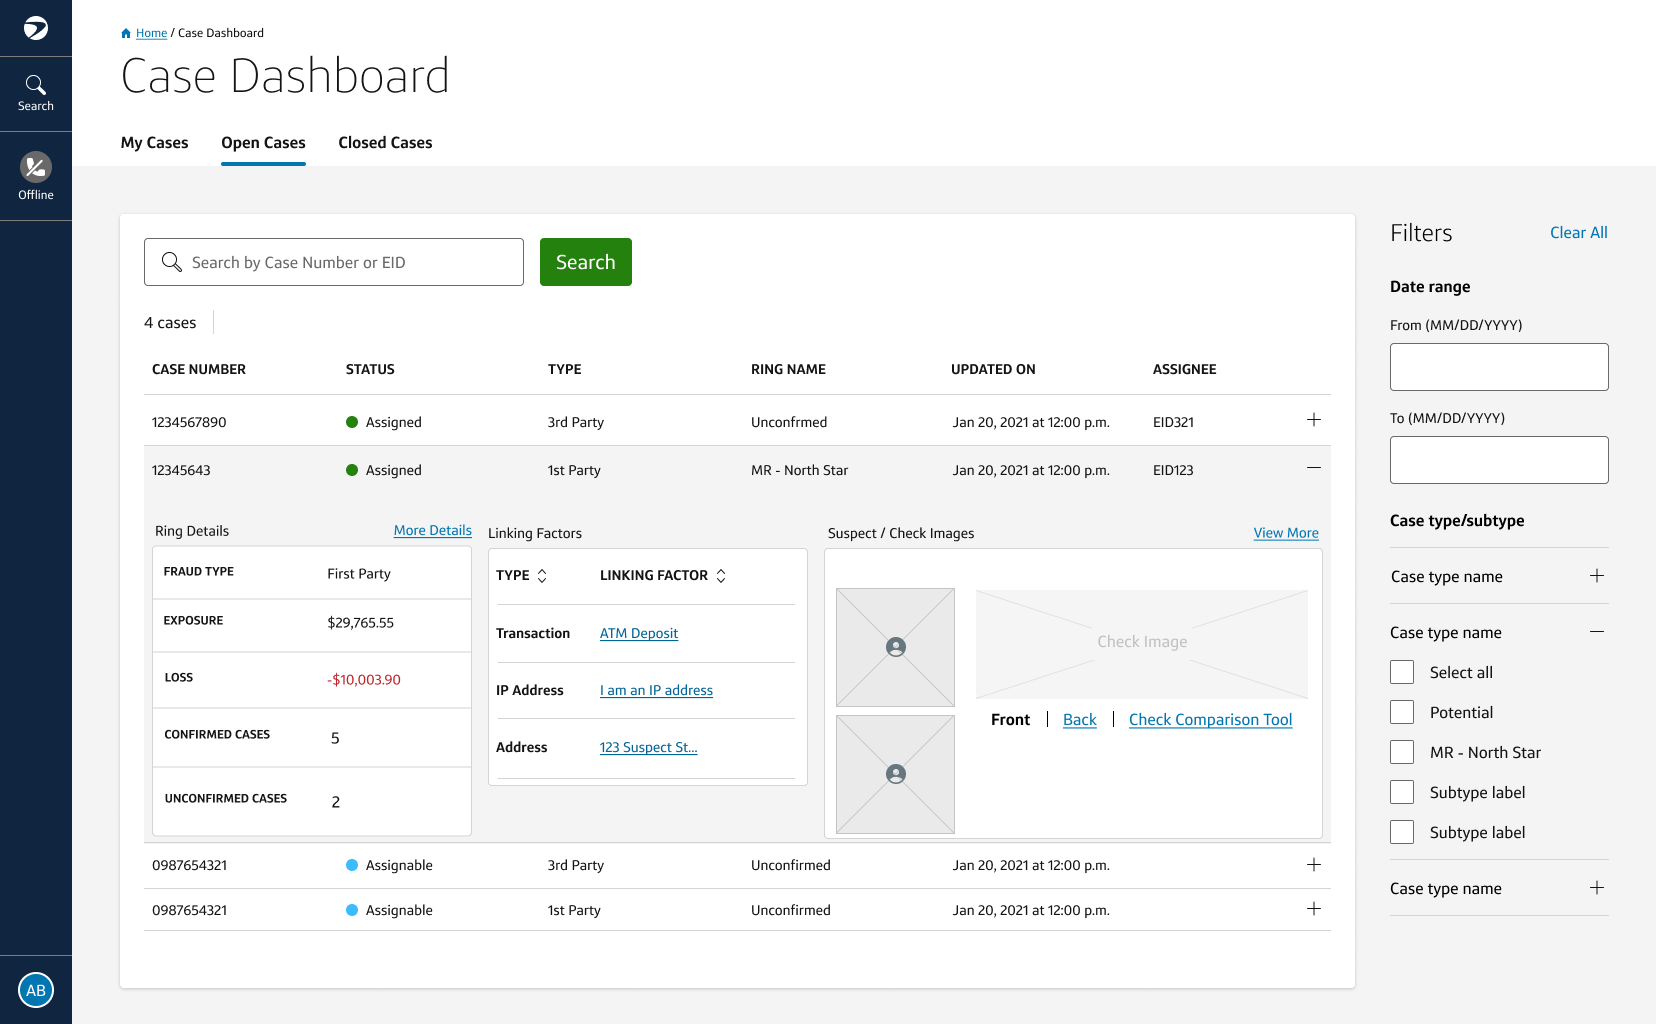 Home / Case Dashboard
Case Dashboard
My Cases Open Cases Closed Cases
Search
Offline
AB
Search by Case Number or EID Search
4 cases
CASE NUMBER STATUS TYPE RING NAME UPDATED ON ASSIGNEE
1234567890 Assigned 3rd Party Unconfrmed Jan 20, 2021 at 12:00 p.m. EID321
12345643 Assigned 1st Party MR - North Star Jan 20, 2021 at 12:00 p.m. EID123
Ring Details More Details
FRAUD TYPE First Party
EXPOSURE $29,765.55
LOSS -$10,003.90
CONFIRMED CASES 5
UNCONFIRMED CASES 2
Linking Factors
TYPE LINKING FACTOR
Transaction ATM Deposit
IP Address I am an IP address
Address 123 Suspect St...
Suspect / Check Images View More
Check Image
Front | Back | Check Comparison Tool
0987654321 Assignable 3rd Party Unconfirmed Jan 20, 2021 at 12:00 p.m.
0987654321 Assignable 1st Party Unconfirmed Jan 20, 2021 at 12:00 p.m.
Filters Clear All
Date range
From (MM/DD/YYYY)
To (MM/DD/YYYY)
Case type/subtype
Case type name
Case type name
Select all
Potential
MR - North Star
Subtype label
Subtype label
Case type name